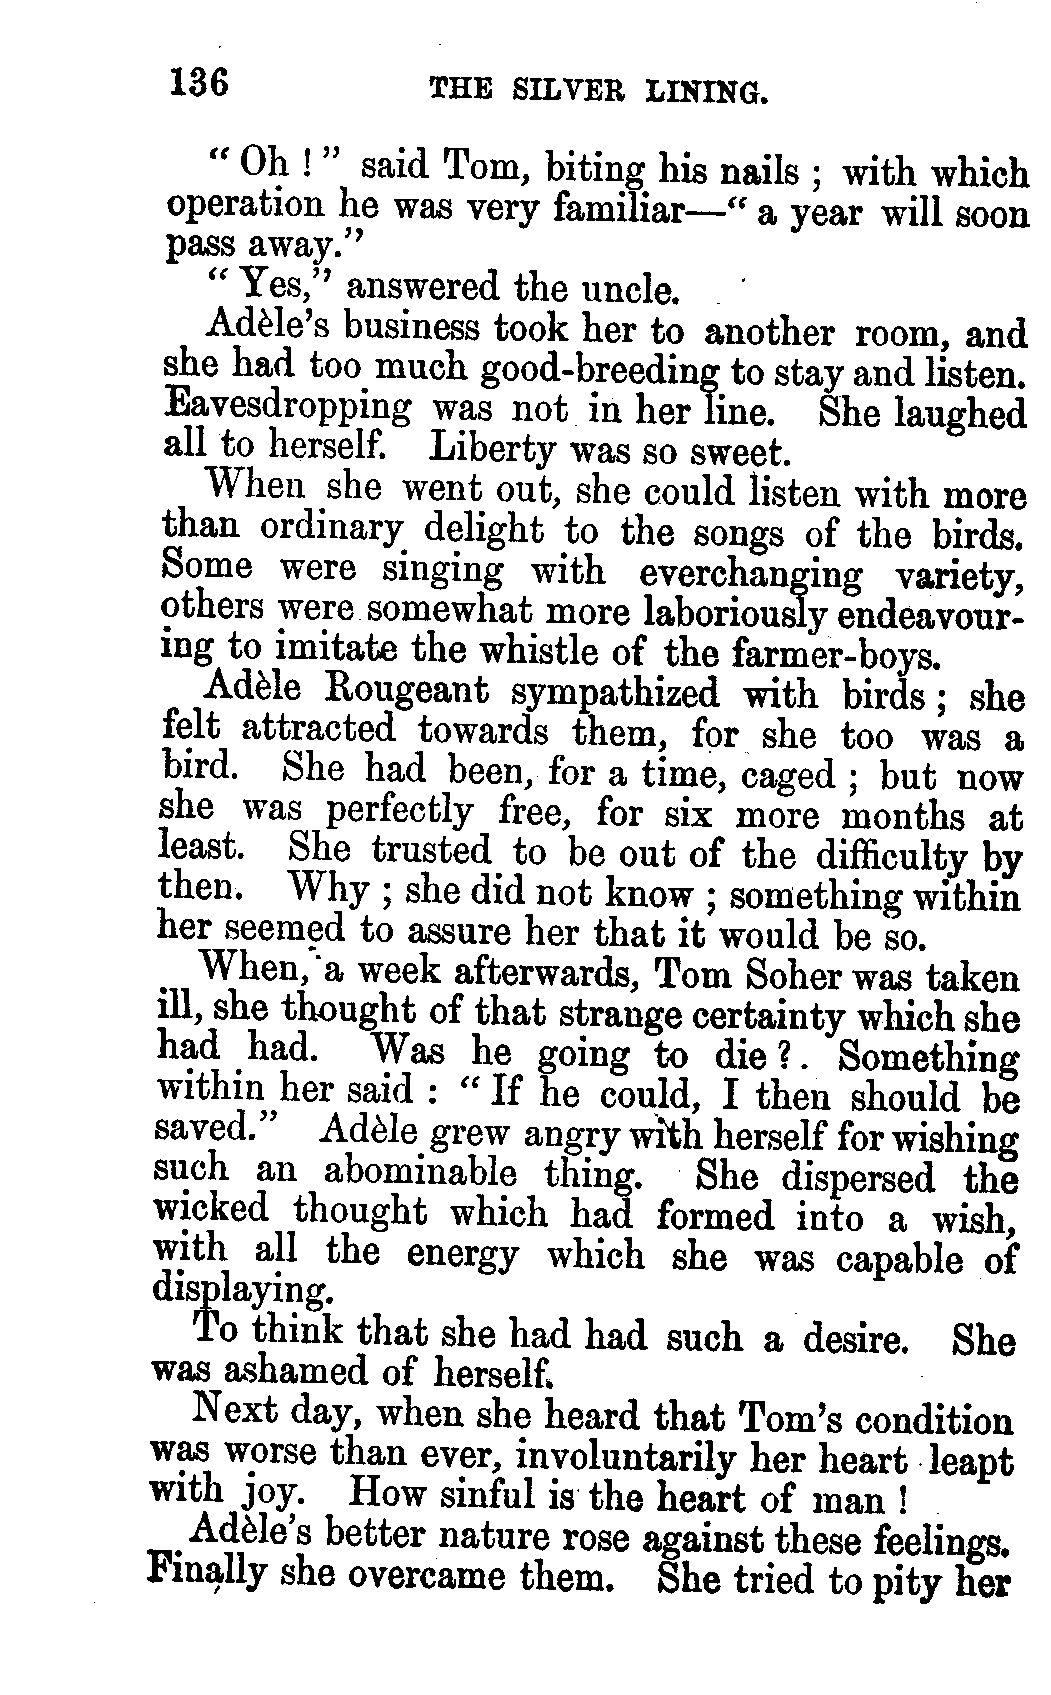 136 THE SILVER LINING.
“ Oh ! ” said Tom, biting his nails ; with which
operation he was very familiar—“ a year will soon
pass away.”
“ Yes,” answered the uncle.
Adèle’s business took her to another room, and
she had too much good-breeding to stay and listen.
Eavesdropping was not in her line. She laughed
all to herself. Liberty was so sweet.
When she went out, she could listen with more
than ordinary delight to the songs of the birds.
Some were singing with everchanging variety,
others were somewhat more laboriously endeavour-
ing to imitate the whistle of the farmer-boys.
Adèle Rougeant sympathized with birds ; she
felt attracted towards them, for she too was a
bird. She had been, for a time, caged ; but now
she was perfectly free, for six more months at
least. She trusted to be out of the difficulty by
then. Why ; she did not know ; something within
her seemed to assure her that it would be so.
When, a week afterwards, Tom Soher was taken
ill, she thought of that strange certainty which she
had had. Was he going to die ? . Something
within her said : “ If he could, I then should be
saved.” Adèle grew angry with herself for wishing
such an abominable thing. She dispersed the
wicked thought which had formed into a wish,
with all the energy which she was capable of
displaying.
To think that she had had such a desire. She
was ashamed of herself.
Next day, when she heard that Tom’s condition
was worse than ever, involuntarily her heart leapt
with joy. How sinful is the heart of man !
Adèle’s better nature rose against these feelings.
Finally she overcame them. She tried to pity her